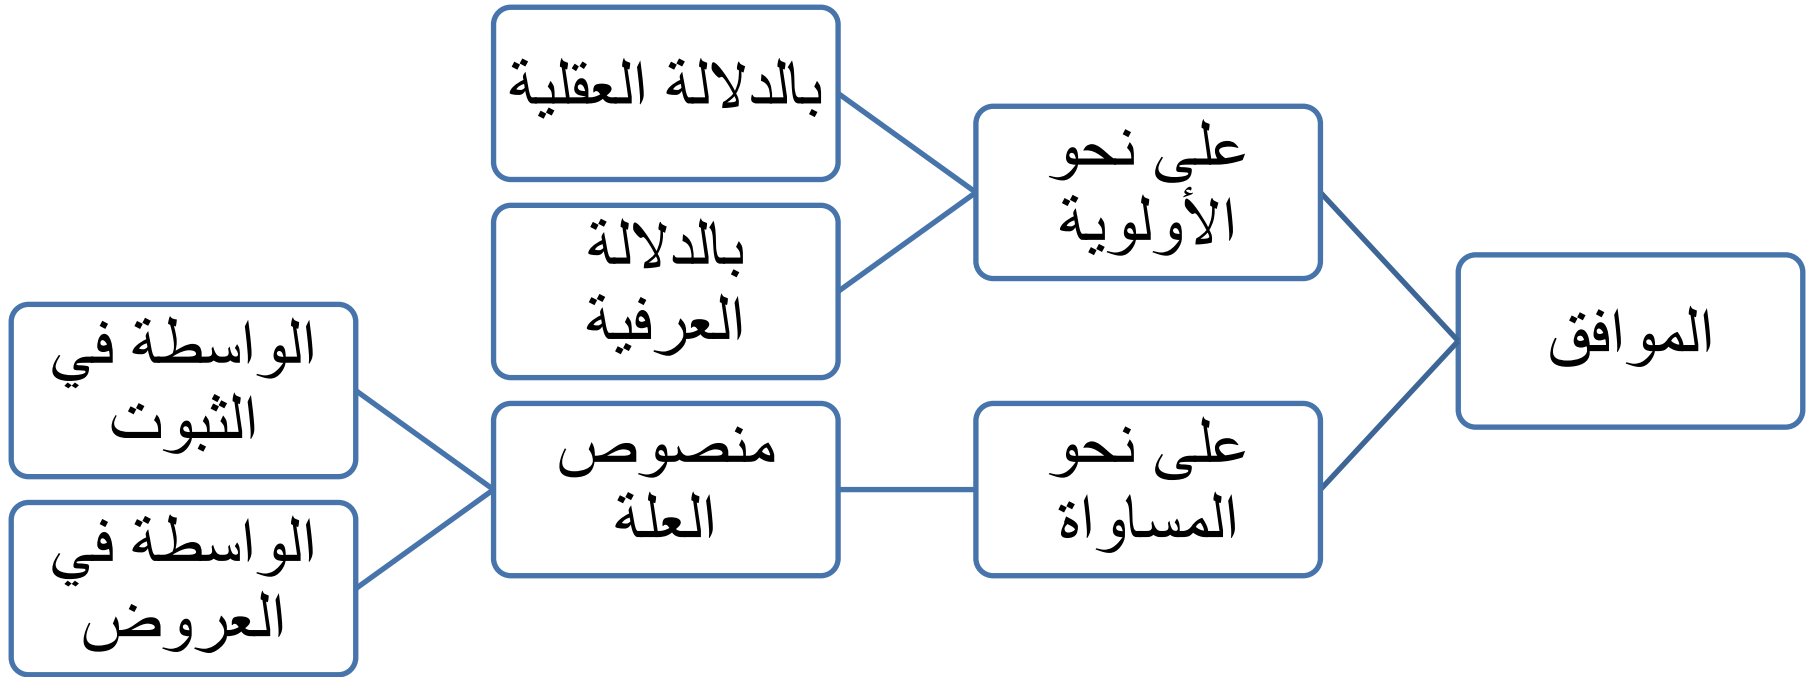 الموافق
على نحو
الأولوية
بالدلالة العقلية
بالدلالة
العرفية
على نحو
المساواة
منصوص
العلة
الواسطة في
الثبوت
الواسطة في
العروض